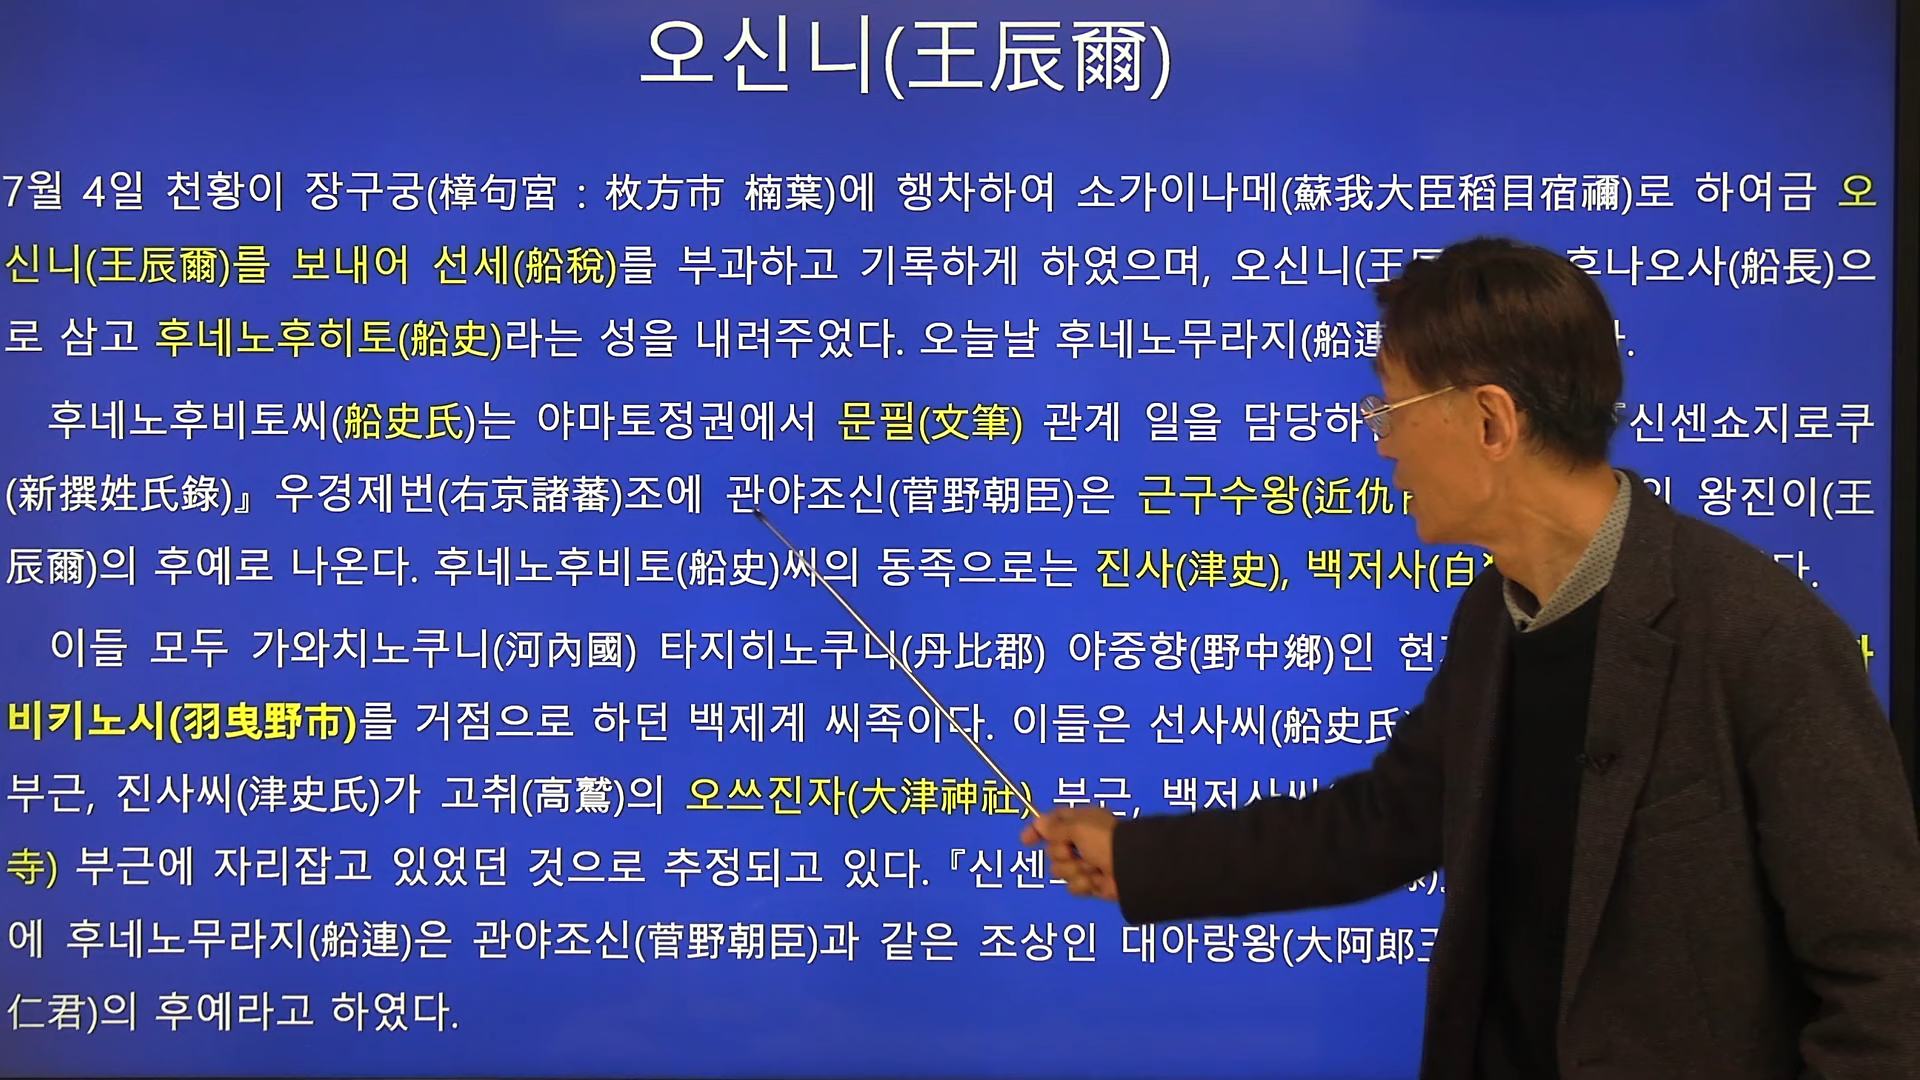 오신니(王辰爾)
7월 4일 천황이 장구궁(樟句宮 : 枚方市 楠葉)에 행차하여 소가이나메(蘇我大臣稻目宿禰)로 하여금 오
신니(王辰爾)를 보내어 선세(船稅)를 부과하고 기록하게 하였으며, 오신니(王 후나오사(船長)으
로 삼고 후네노후히토(船史)라는 성을 내려주었다. 오늘날 후네노무라지(船連
후네노후비토씨(船史氏)는 야마토정권에서 문필(文筆) 관계 일을 담당하 『신센쇼지로쿠
(新撰姓氏錄)』 우경제번(右京諸蕃)조에 관야조신(菅野朝臣)은 근구수왕(近仇 왕진이(王
辰爾)의 후예로 나온다. 후네노후비토(船史)씨의 동족으로는 진사(津史), 백저사(白 다.
이들 모두 가와치노쿠니(河內國) 타지히노쿠니(丹比郡) 야중향(野中鄕)인 현
비키노시(羽曳野市)를 거점으로 하던 백제계 씨족이다. 이들은 선사씨(船史氏
부근, 진사씨(津史氏)가 고취(高鷲)의 오쓰진자(大津神社) 부근, 백저사씨
寺) 부근에 자리잡고 있었던 것으로 추정되고 있다. 『신센
에 후네노무라지(船連)은 관야조신(菅野朝臣)과 같은 조상인 대아랑왕(大阿郞王
仁君)의 후예라고 하였다.